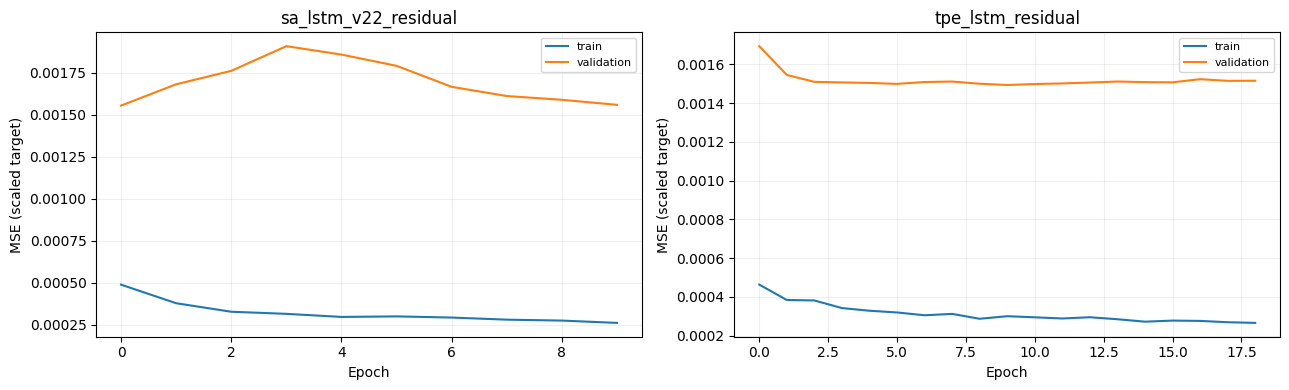 sa_lstm_v22_residual
train
validation
MSE (scaled target)
0.00175
0.00150
0.00125
0.00100
0.00075
0.00050
0.00025
0 2 4 6 8
Epoch
tpe_lstm_residual
train
validation
MSE (scaled target)
0.0016
0.0014
0.0012
0.0010
0.0008
0.0006
0.0004
0.0002
0.0 2.5 5.0 7.5 10.0 12.5 15.0 17.5
Epoch